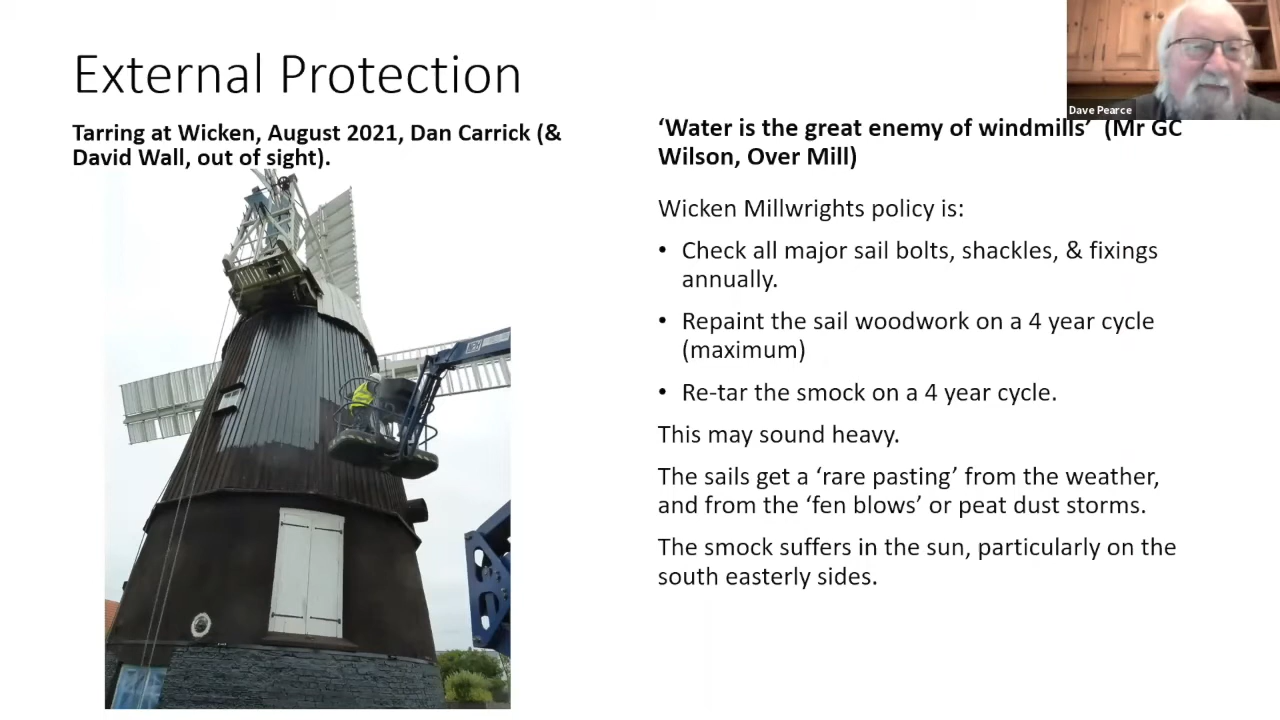 External Protection
Tarring at Wicken, August 2021, Dan Carrick (&
David Wall, out of sight).
Dave Pearce
‘Water is the great enemy of windmills’ (Mr GC
Wilson, Over Mill)
Wicken Millwrights policy is:
• Check all major sail bolts, shackles, & fixings
annually.
• Repaint the sail woodwork on a 4 year cycle
(maximum)
• Re-tar the smock on a 4 year cycle.
This may sound heavy.
The sails get a ‘rare pasting’ from the weather,
and from the ‘fen blows’ or peat dust storms.
The smock suffers in the sun, particularly on the
south easterly sides.